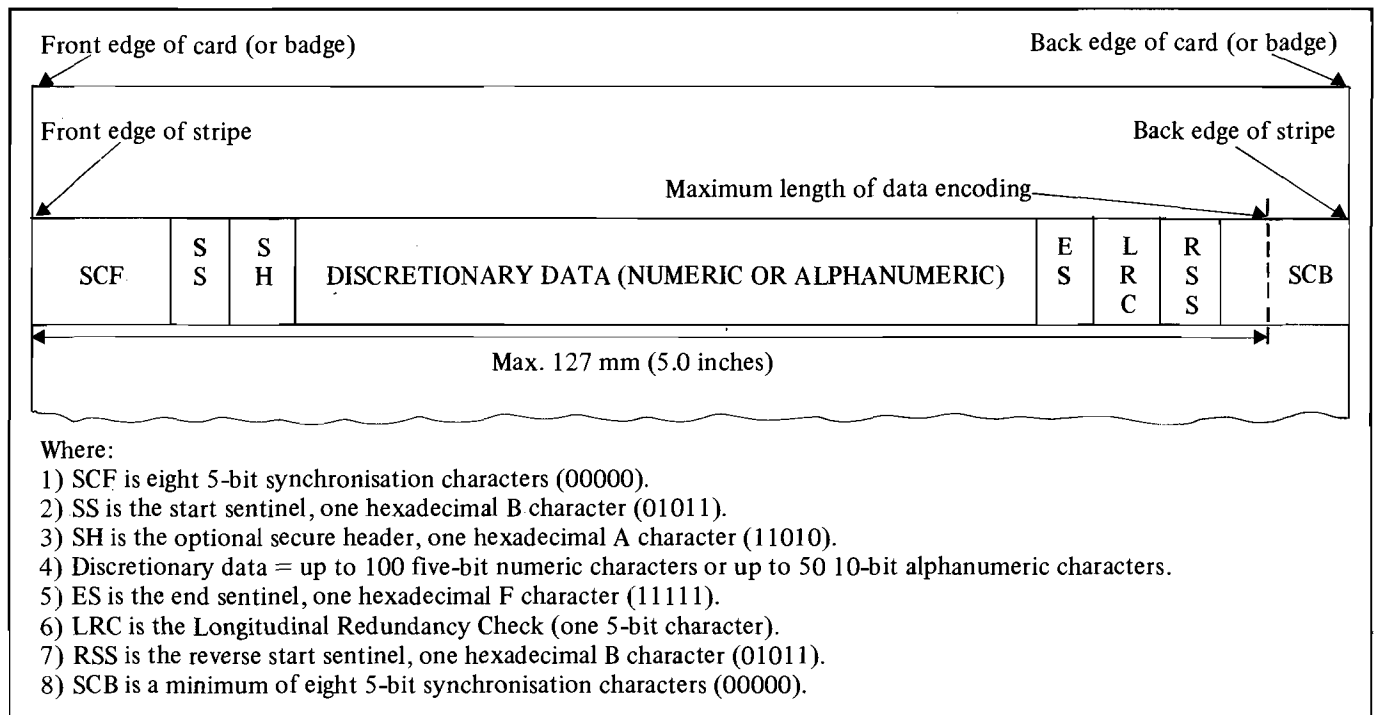 Front edge of card (or badge)
Back edge of card (or badge)
Front edge of stripe
Back edge of stripe
Maximum length of data encoding
SCF
SS
SH
DISCRETIONARY DATA (NUMERIC OR ALPHANUMERIC)
ES
LRC
RSS
SCB
Max. 127 mm (5.0 inches)
Where:
1) SCF is eight 5-bit synchronisation characters (00000).
2) SS is the start sentinel, one hexadecimal B character (01011).
3) SH is the optional secure header, one hexadecimal A character (11010).
4) Discretionary data = up to 100 five-bit numeric characters or up to 50 10-bit alphanumeric characters.
5) ES is the end sentinel, one hexadecimal F character (11111).
6) LRC is the Longitudinal Redundancy Check (one 5-bit character).
7) RSS is the reverse start sentinel, one hexadecimal B character (01011).
8) SCB is a minimum of eight 5-bit synchronisation characters (00000).